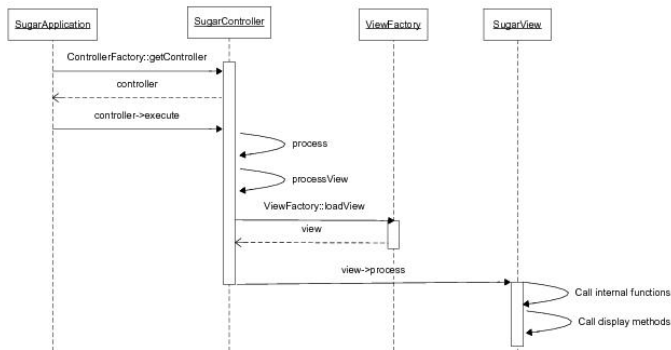 SugarApplication
SugarController
ViewFactory
SugarView
ControllerFactory::getController
controller
controller->execute
process
processView
ViewFactory::loadView
view
view->process
Call internal functions
Call display methods